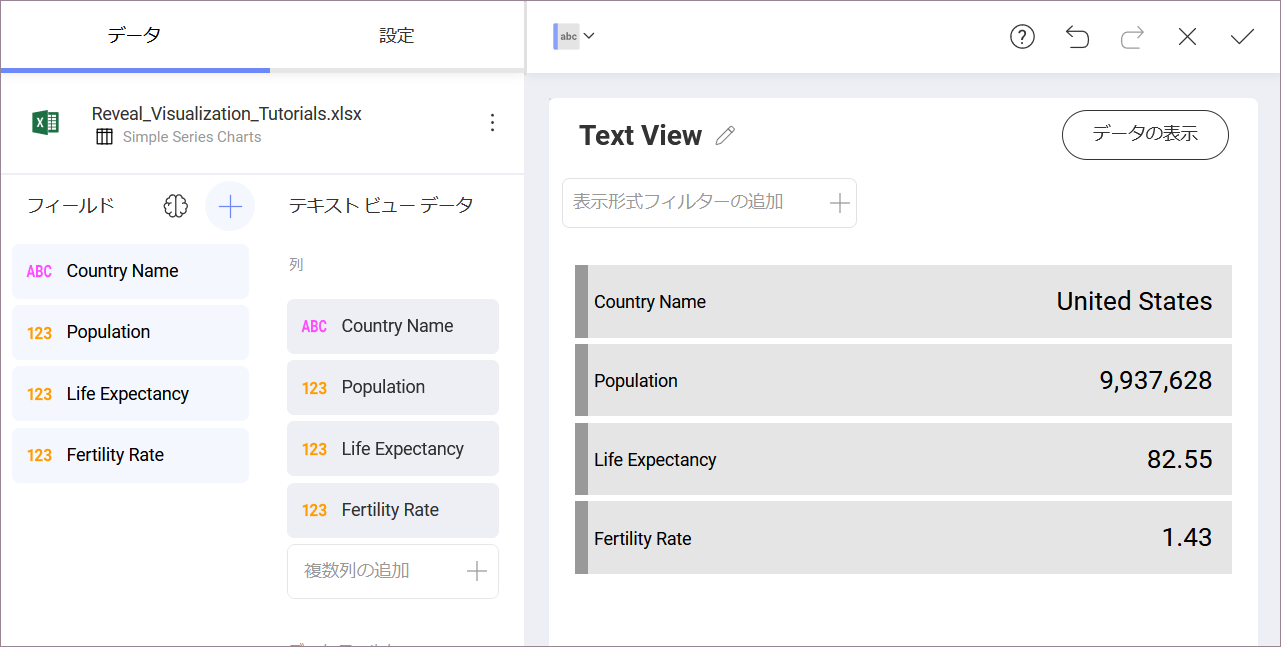 データ
設定
abc
Reveal_Visualization_Tutorials.xlsx
Simple Series Charts
フィールド
ABC Country Name
123 Population
123 Life Expectancy
123 Fertility Rate
テキスト ビュー データ
列
ABC Country Name
123 Population
123 Life Expectancy
123 Fertility Rate
複数列の追加
Text View
データの表示
表示形式フィルターの追加
Country Name United States
Population 9,937,628
Life Expectancy 82.55
Fertility Rate 1.43